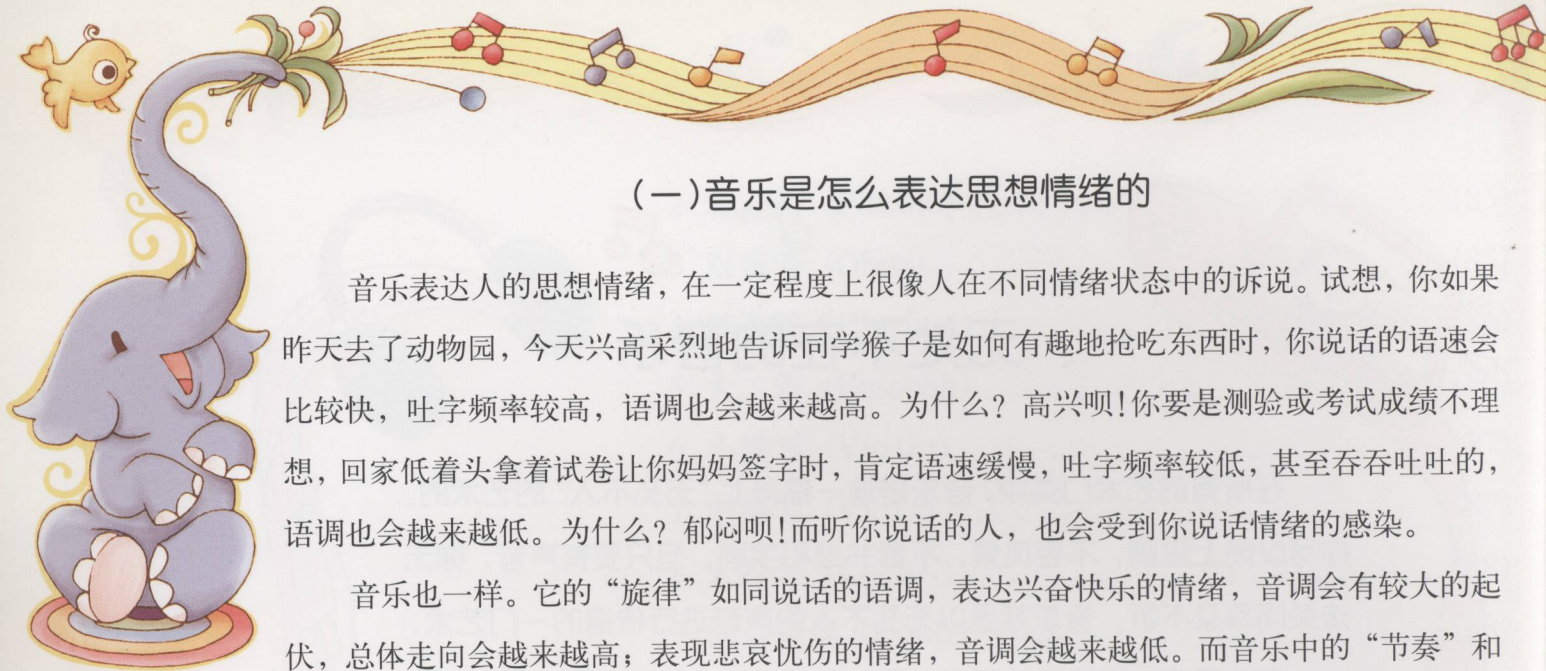 (一)音乐是怎么表达思想情绪的
音乐表达人的思想情绪，在一定程度上很像人在不同情绪状态中的诉说。试想，你如果
昨天去了动物园，今天兴高采烈地告诉同学猴子是如何有趣地抢吃东西时，你说话的语速会
比较快，吐字频率较高，语调也会越来越高。为什么？高兴呗！你要是测验或考试成绩不理
想，回家低着头拿着试卷让你妈妈签字时，肯定语速缓慢，吐字频率较低，甚至吞吞吐吐的，
语调也会越来越低。为什么？郁闷呗！而听你说话的人，也会受到你说话情绪的感染。
音乐也一样。它的“旋律”如同说话的语调，表达兴奋快乐的情绪，音调会有较大的起
伏，总体走向会越来越高；表现悲哀忧伤的情绪，音调会越来越低。而音乐中的“节奏”和